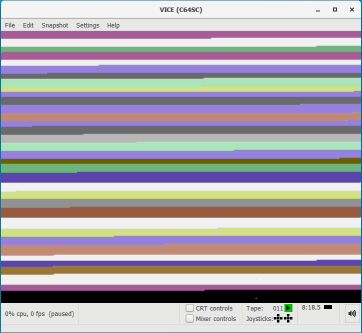 VICE (C64SC)
File Edit Snapshot Settings Help
0% cpu, 0 fps (paused)
CRT controls
Mixer controls
Tape: 011
Joysticks:
8:18.5